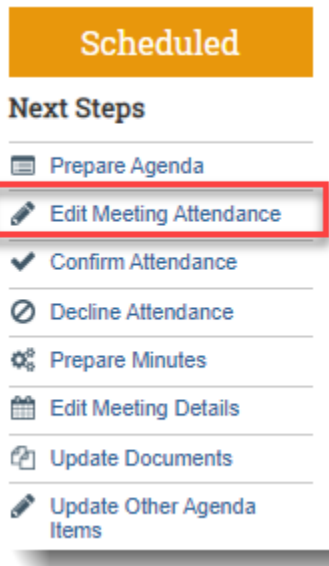 Scheduled
Next Steps
Prepare Agenda
Edit Meeting Attendance
Confirm Attendance
Decline Attendance
Prepare Minutes
Edit Meeting Details
Update Documents
Update Other Agenda
Items